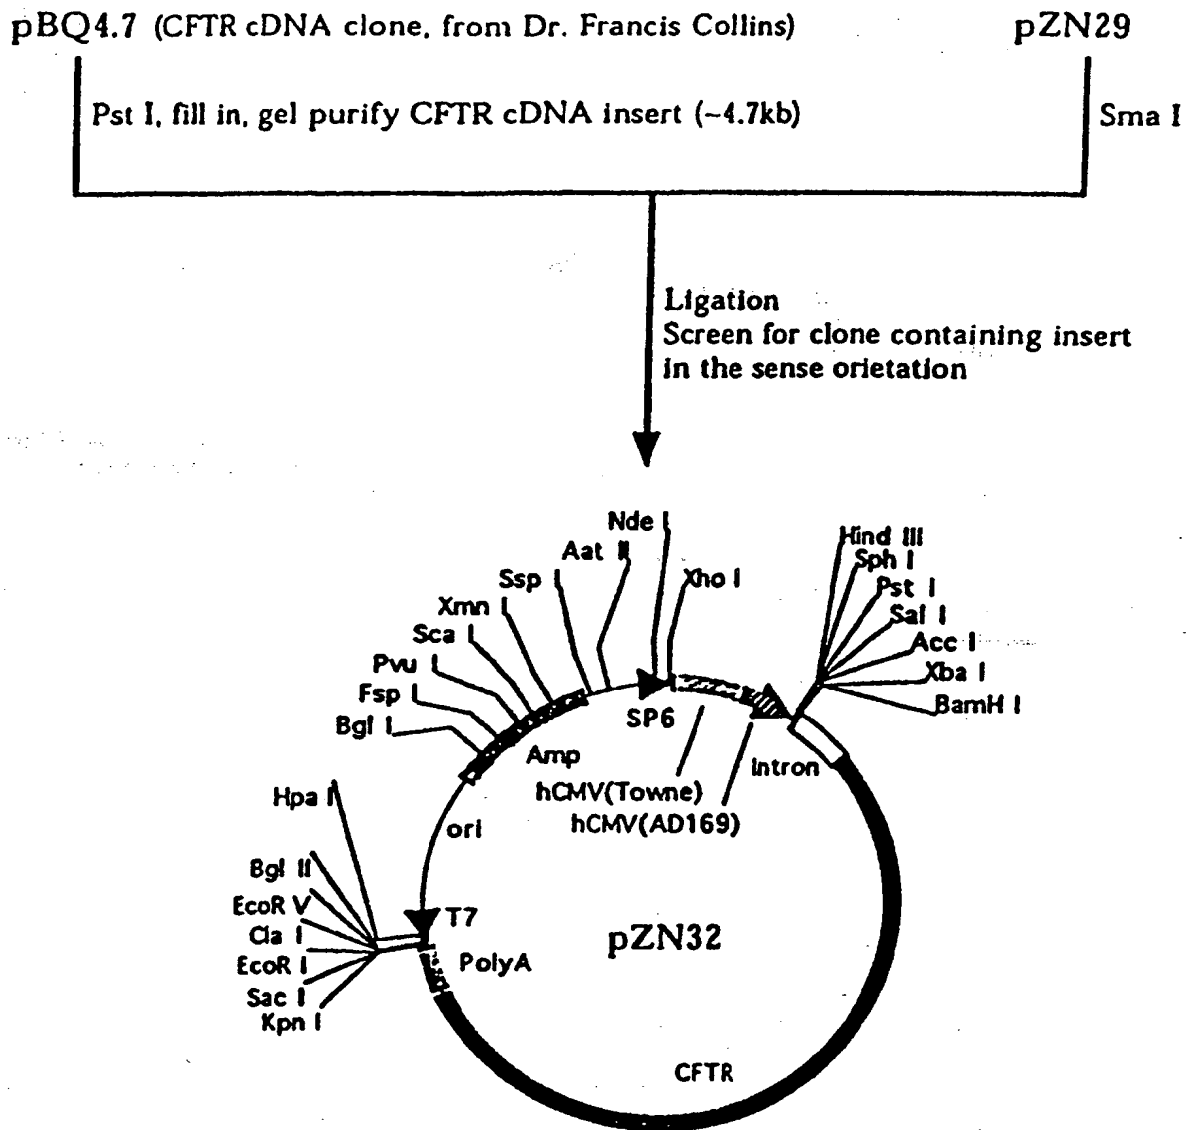 pBQ4.7 (CFTR cDNA clone, from Dr. Francis Collins)
pZN29
Pst I, fill in, gel purify CFTR cDNA insert (~4.7kb)
Sma I
Ligation
Screen for clone containing insert
in the sense orietation
Nde I
Aat II
Ssp I
Xmn I
Sca I
Pvu I
Fsp I
Bgl I
Xho I
Hind III
Sph I
Pst I
Sal I
Acc I
Xba I
BamH I
SP6
Amp
Intron
hCMV(Towne)
hCMV(AD169)
Hpa I
ori
Bgl II
EcoR V
Cla I
EcoR I
Sac I
Kpn I
T7
PolyA
pZN32
CFTR